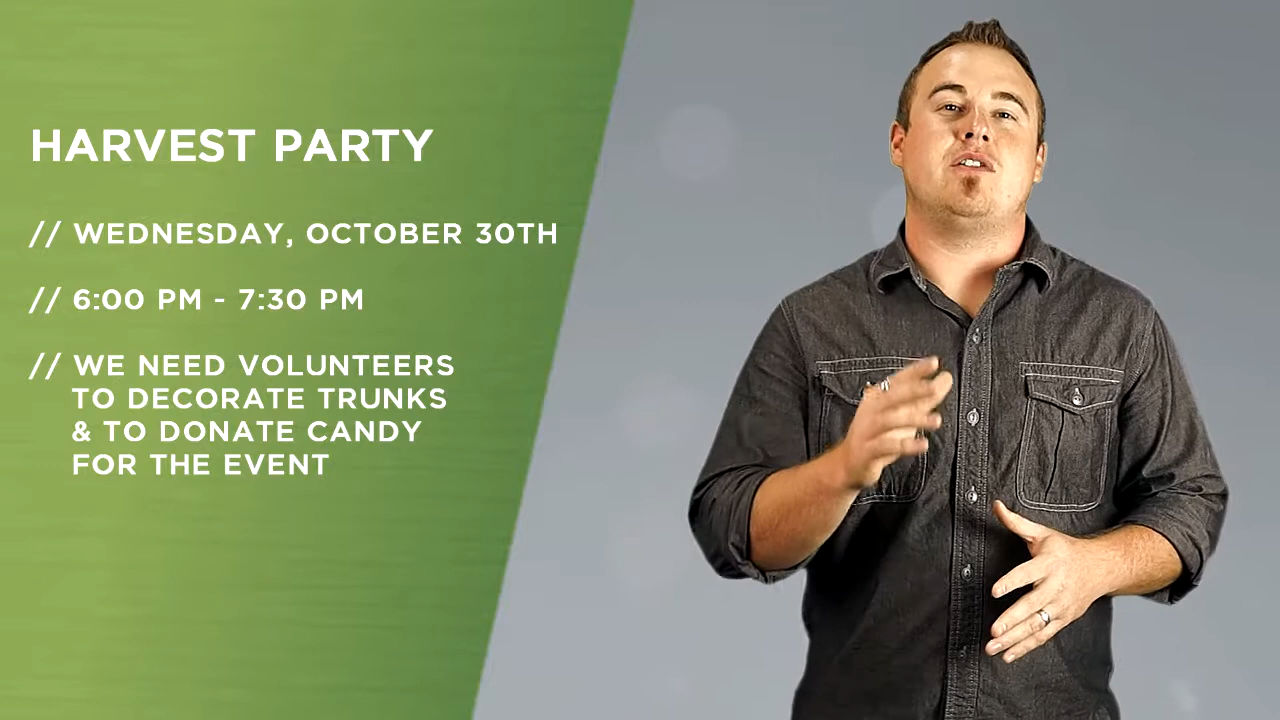 HARVEST PARTY
// WEDNESDAY, OCTOBER 30TH
// 6:00 PM - 7:30 PM
// WE NEED VOLUNTEERS
TO DECORATE TRUNKS
& TO DONATE CANDY
FOR THE EVENT